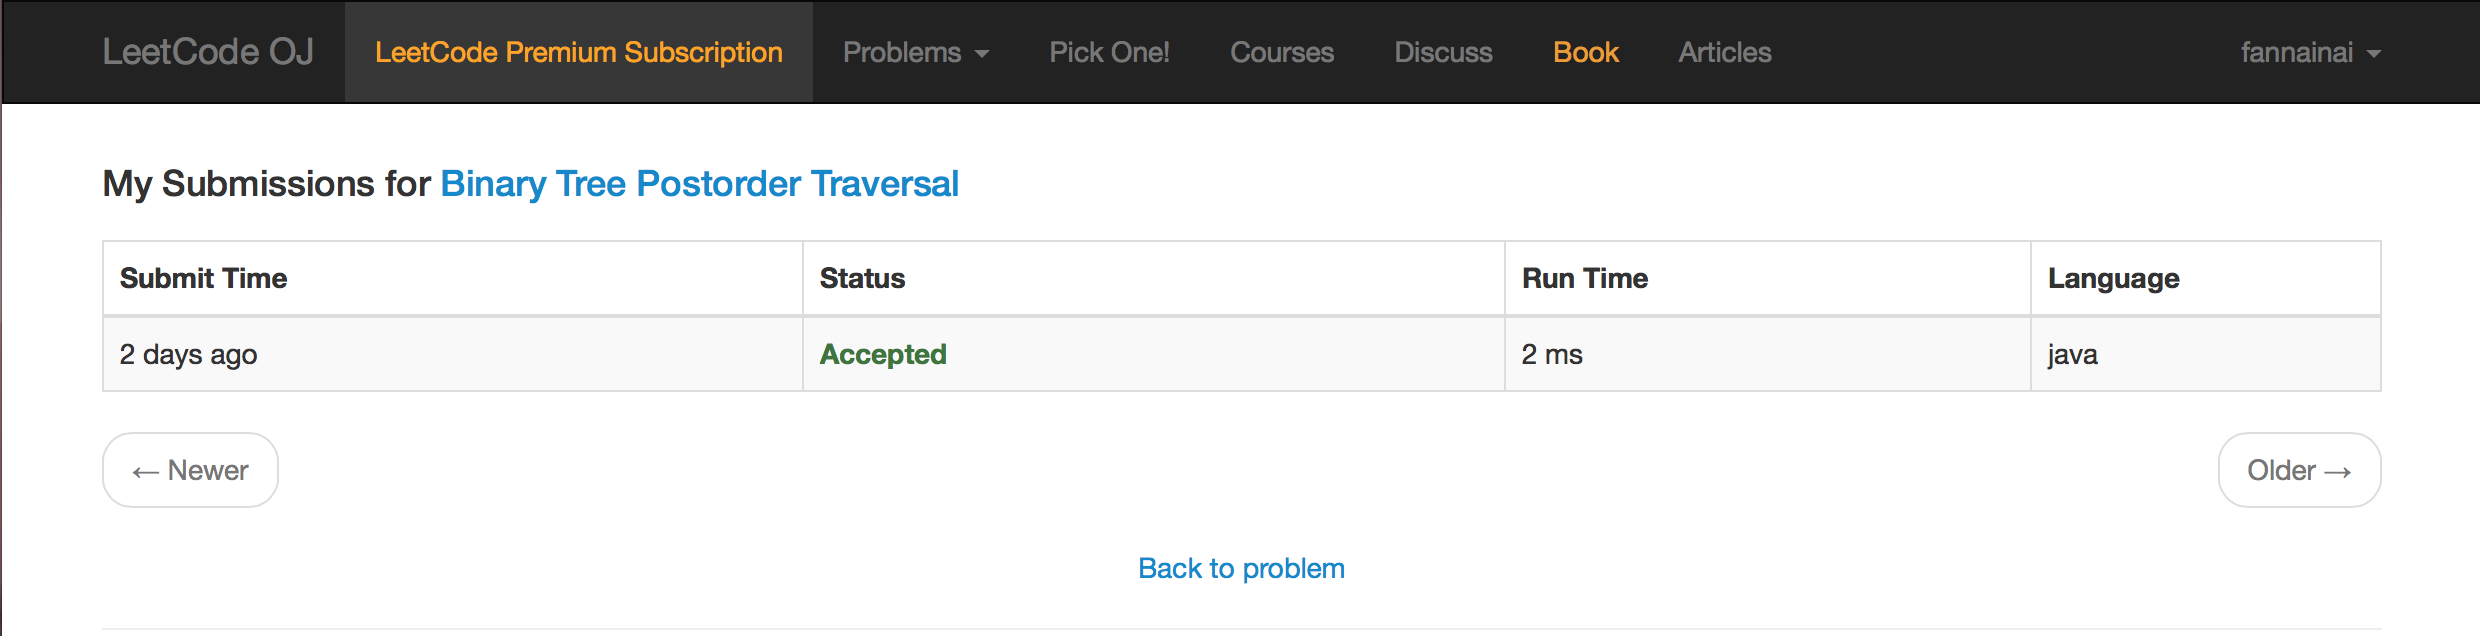 LeetCode OJ LeetCode Premium Subscription Problems Pick One! Courses Discuss Book Articles fannainai
My Submissions for Binary Tree Postorder Traversal
Submit Time Status Run Time Language
2 days ago Accepted 2 ms java
← Newer Older →
Back to problem